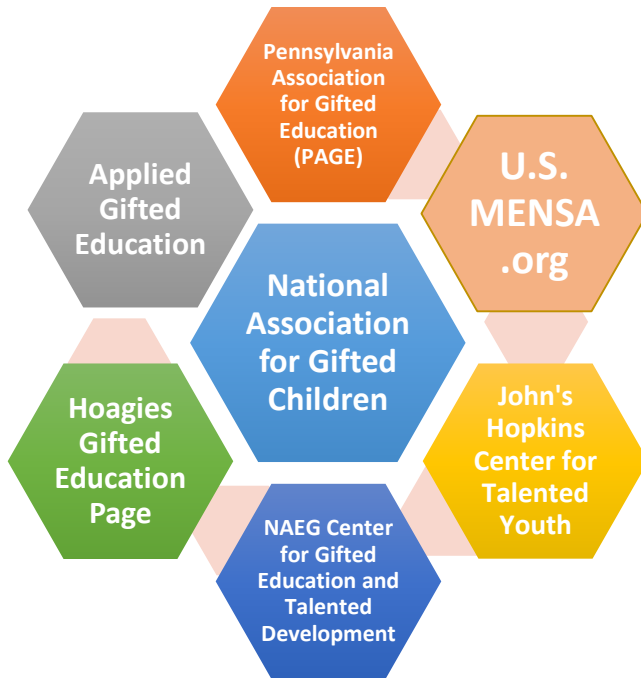 Pennsylvania
Association
for Gifted
Education
(PAGE)
U.S.
MENSA
.org
Applied
Gifted
Education
National
Association
for Gifted
Children
John's
Hopkins
Center for
Talented
Youth
Hoagies
Gifted
Education
Page
NAEG Center
for Gifted
Education and
Talented
Development